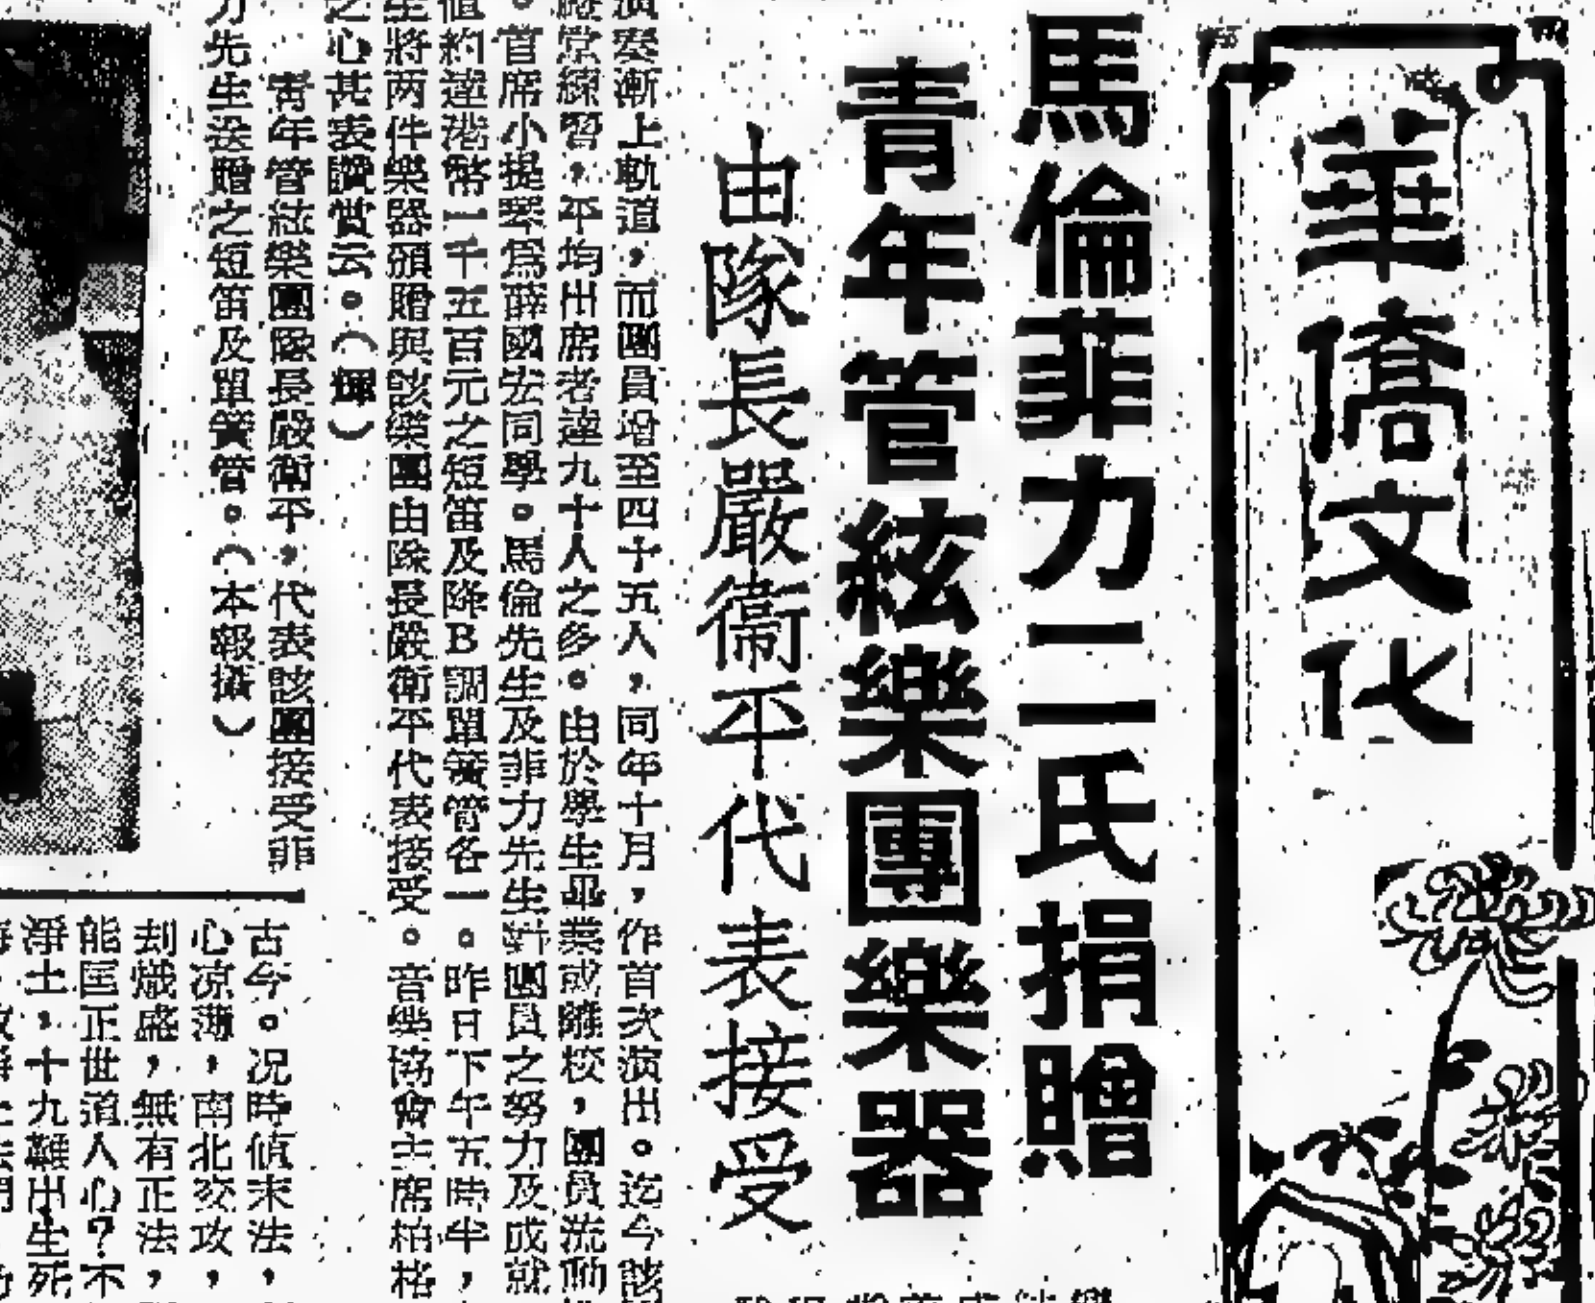 華僑文化
馬倫菲力二氏捐贈
青年管絃樂團樂器
由隊長嚴衞平代表接受
演奏漸上軌道，而團員增至四十五人，同年十月，作首次演出。迄今該
常練習，平均出席者達九十人之多。由於學生畢業或離校，團員流動
。首席小提琴爲薛國宏同學。馬倫先生及菲力先生對團員之努力及成就
值約達港幣一千五百元之短笛及降B調單簧管各一。昨日下午五時半，
生將两件樂器頒贈與該樂團由隊長嚴衞平代表接受。音樂協會主席柏格
之心甚表讚賞云。（輝）
青年管絃樂團隊長嚴衞平，代表該團接受菲
力先生送贈之短笛及單簧管。（本報攝）
古今。况時値末法，
心凉薄，南北交攻，
刦熾盛，無有正法，
能匡正世道人心？不
淨土，十九難出生死